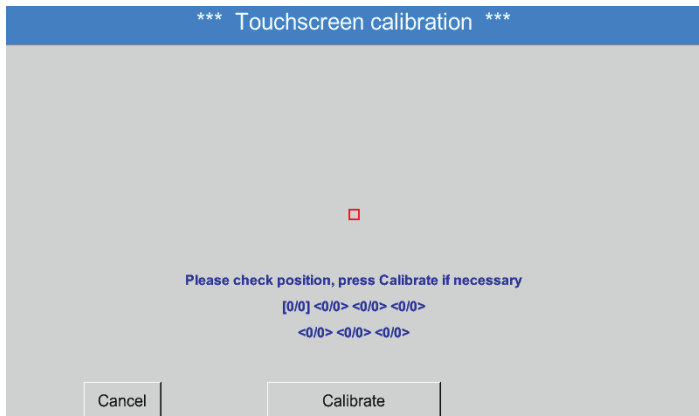 *** Touchscreen calibration ***
Please check position, press Calibrate if necessary
[0/0] <0/0> <0/0> <0/0>
<0/0> <0/0> <0/0>
Cancel
Calibrate